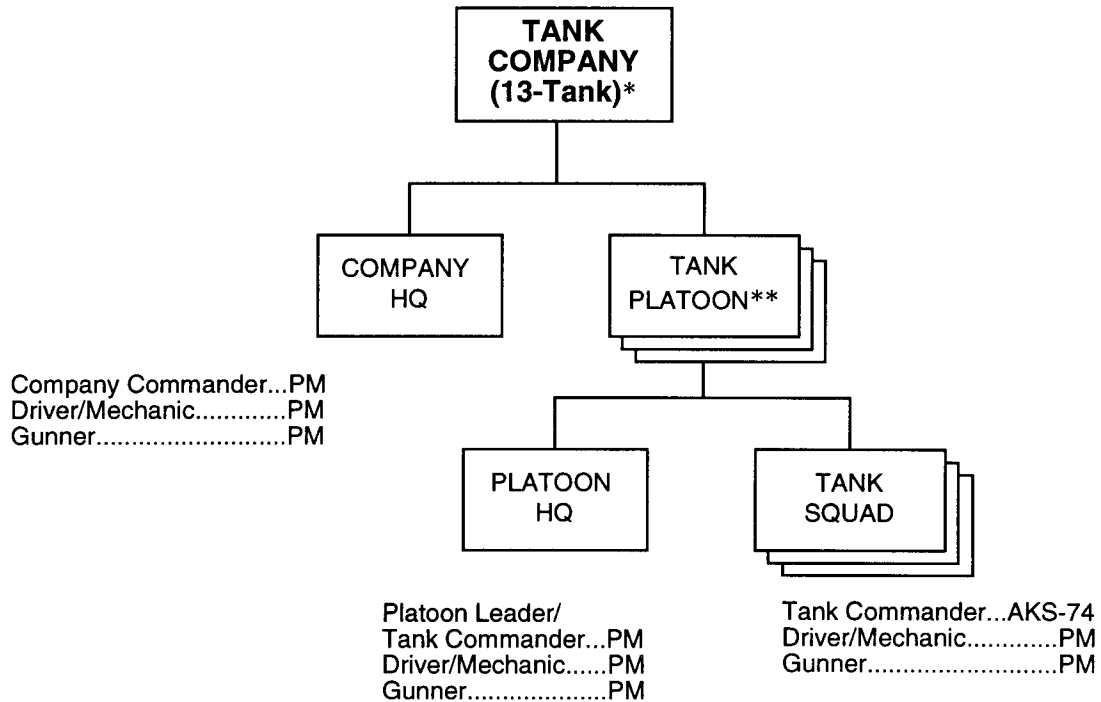 TANK
COMPANY
(13-Tank)*
COMPANY
HQ
TANK
PLATOON**
Company Commander...PM
Driver/Mechanic.............PM
Gunner...........................PM
PLATOON
HQ
TANK
SQUAD
Platoon Leader/
Tank Commander...PM
Driver/Mechanic......PM
Gunner....................PM
Tank Commander...AKS-74
Driver/Mechanic.............PM
Gunner...........................PM